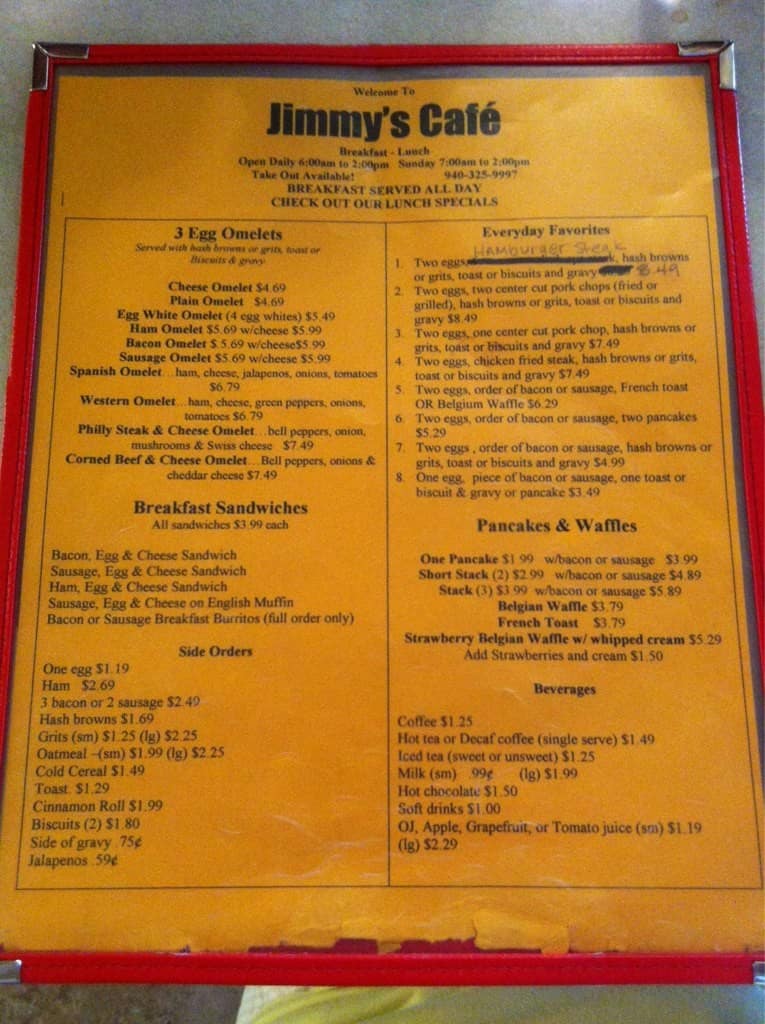 Welcome To
Jimmy's Café
Breakfast - Lunch
Open Daily 6:00am to 2:00pm Sunday 7:00am to 2:00pm
Take Out Available! 940-325-9997
BREAKFAST SERVED ALL DAY
CHECK OUT OUR LUNCH SPECIALS
3 Egg Omelets
Served with hash browns or grits, toast or
Biscuits & gravy
Cheese Omelet $4.69
Plain Omelet $4.69
Egg White Omelet (4 egg whites) $5.49
Ham Omelet $5.69 w/cheese $5.99
Bacon Omelet $.5.69 w/cheese$5.99
Sausage Omelet $5.69 w/cheese $5.99
Spanish Omelet...ham, cheese, jalapenos, onions, tomatoes
$6.79
Western Omelet...ham, cheese, green peppers, onions,
tomatoes $6.79
Philly Steak & Cheese Omelet...bell peppers, onion,
mushrooms & Swiss cheese $7.49
Corned Beef & Cheese Omelet...Bell peppers, onions &
cheddar cheese $7.49
Breakfast Sandwiches
All sandwiches $3.99 each
Bacon, Egg & Cheese Sandwich
Sausage, Egg & Cheese Sandwich
Ham, Egg & Cheese Sandwich
Sausage, Egg & Cheese on English Muffin
Bacon or Sausage Breakfast Burritos (full order only)
Side Orders
One egg $1.19
Ham $2.69
3 bacon or 2 sausage $2.49
Hash browns $1.69
Grits (sm) $1.25 (lg) $2.25
Oatmeal –(sm) $1.99 (lg) $2.25
Cold Cereal $1.49
Toast $1.29
Cinnamon Roll $1.99
Biscuits (2) $1.80
Side of gravy .75¢
Jalapenos .59¢
Everyday Favorites
Hamburger Steak
1. Two eggs, k, hash browns
or grits, toast or biscuits and gravy 8.49
2. Two eggs, two center cut pork chops (fried or
grilled), hash browns or grits, toast or biscuits and
gravy $8.49
3. Two eggs, one center cut pork chop, hash browns or
grits, toast or biscuits and gravy $7.49
4. Two eggs, chicken fried steak, hash browns or grits,
toast or biscuits and gravy $7.49
5. Two eggs, order of bacon or sausage, French toast
OR Belgium Waffle $6.29
6. Two eggs, order of bacon or sausage, two pancakes
$5.29
7. Two eggs , order of bacon or sausage, hash browns or
grits, toast or biscuits and gravy $4.99
8. One egg, piece of bacon or sausage, one toast or
biscuit & gravy or pancake $3.49
Pancakes & Waffles
One Pancake $1.99 w/bacon or sausage $3.99
Short Stack (2) $2.99 w/bacon or sausage $4.89
Stack (3) $3.99 w/bacon or sausage $5.89
Belgian Waffle $3.79
French Toast $3.79
Strawberry Belgian Waffle w/ whipped cream $5.29
Add Strawberries and cream $1.50
Beverages
Coffee $1.25
Hot tea or Decaf coffee (single serve) $1.49
Iced tea (sweet or unsweet) $1.25
Milk (sm) .99¢ (lg) $1.99
Hot chocolate $1.50
Soft drinks $1.00
OJ, Apple, Grapefruit, or Tomato juice (sm) $1.19
(lg) $2.29